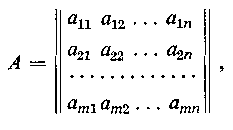 a₁₁ a₁₂ … a₁ₙ
A = a₂₁ a₂₂ … a₂ₙ ,
. . . . . . . . . . . . .
aₘ₁ aₘ₂ … aₘₙ